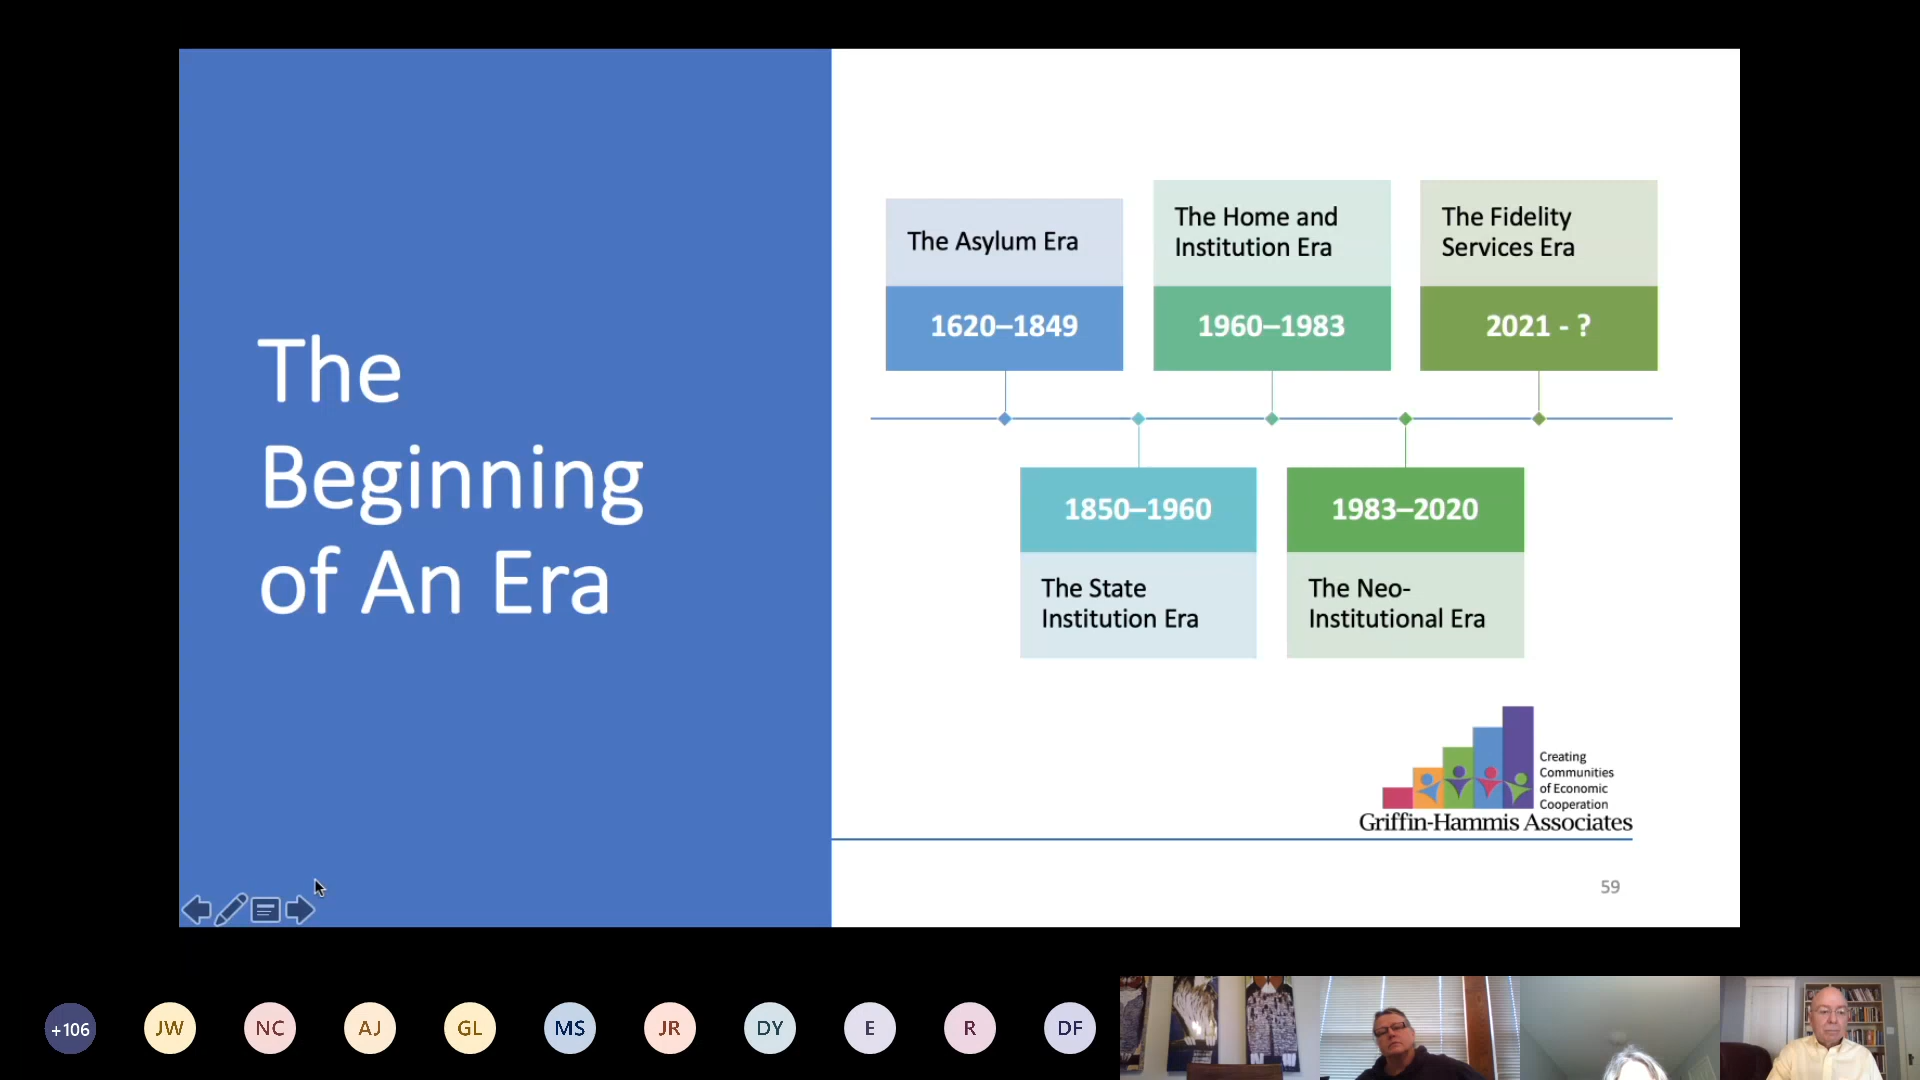 The
Beginning
of An Era
The Asylum Era
1620–1849
The Home and
Institution Era
1960–1983
The Fidelity
Services Era
2021 - ?
1850–1960
The State
Institution Era
1983–2020
The Neo-
Institutional Era
Creating
Communities
of Economic
Cooperation
Griffin-Hammis Associates
59
+106
JW
NC
AJ
GL
MS
JR
DY
E
R
DF